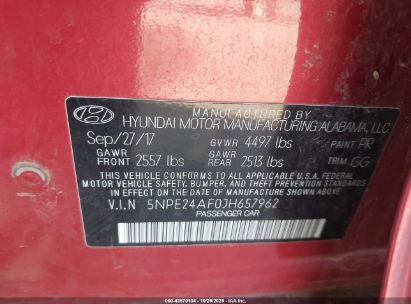 MANUFACTURED BY
HYUNDAI MOTOR MANUFACTURING ALABAMA, LLC
Sep/27/17 GVWR 4497 lbs PAINT PR
GAWR FRONT 2557 lbs GAWR REAR 2513 lbs TRIM GG
THIS VEHICLE CONFORMS TO ALL APPLICABLE U.S. FEDERAL
MOTOR VEHICLE SAFETY, BUMPER, AND THEFT PREVENTION
STANDARDS IN EFFECT ON THE DATE OF MANUFACTURE SHOWN ABOVE.
V.I.N 5NPE24AF0JH657962
PASSENGER CAR